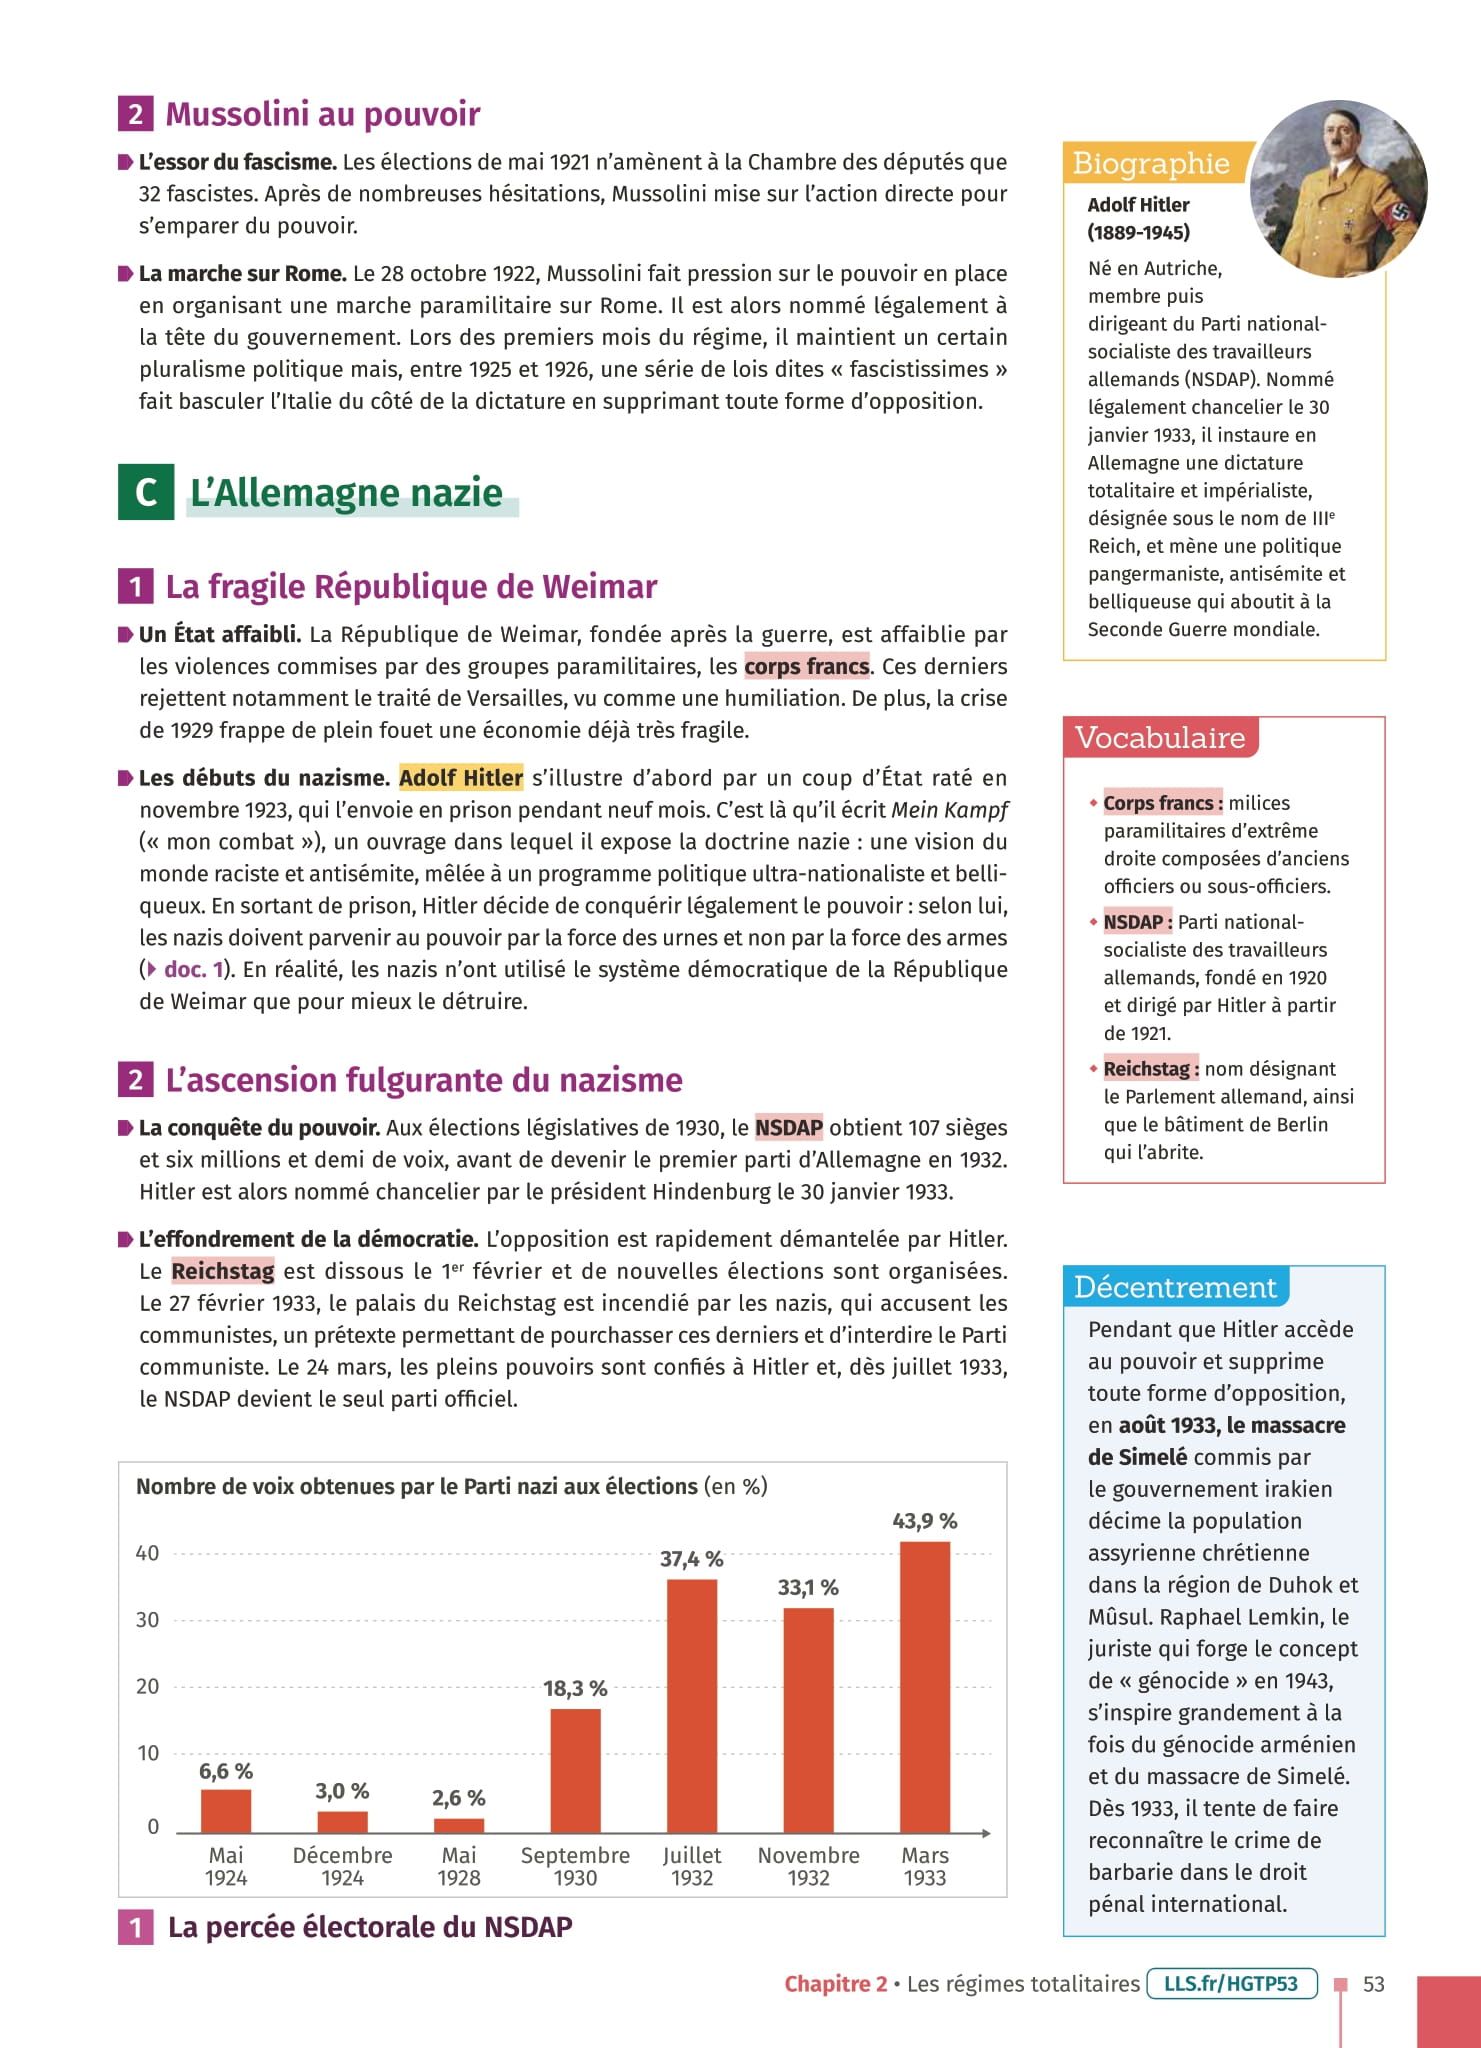 2 Mussolini au pouvoir
L’essor du fascisme. Les élections de mai 1921 n’amènent à la Chambre des députés que
32 fascistes. Après de nombreuses hésitations, Mussolini mise sur l’action directe pour
s’emparer du pouvoir.
La marche sur Rome. Le 28 octobre 1922, Mussolini fait pression sur le pouvoir en place
en organisant une marche paramilitaire sur Rome. Il est alors nommé légalement à
la tête du gouvernement. Lors des premiers mois du régime, il maintient un certain
pluralisme politique mais, entre 1925 et 1926, une série de lois dites « fascistissimes »
fait basculer l’Italie du côté de la dictature en supprimant toute forme d’opposition.
C L’Allemagne nazie
1 La fragile République de Weimar
Un État affaibli. La République de Weimar, fondée après la guerre, est affaiblie par
les violences commises par des groupes paramilitaires, les corps francs. Ces derniers
rejettent notamment le traité de Versailles, vu comme une humiliation. De plus, la crise
de 1929 frappe de plein fouet une économie déjà très fragile.
Les débuts du nazisme. Adolf Hitler s’illustre d’abord par un coup d’État raté en
novembre 1923, qui l’envoie en prison pendant neuf mois. C’est là qu’il écrit Mein Kampf
(« mon combat »), un ouvrage dans lequel il expose la doctrine nazie : une vision du
monde raciste et antisémite, mêlée à un programme politique ultra-nationaliste et belli-
queux. En sortant de prison, Hitler décide de conquérir légalement le pouvoir : selon lui,
les nazis doivent parvenir au pouvoir par la force des urnes et non par la force des armes
(doc. 1). En réalité, les nazis n’ont utilisé le système démocratique de la République
de Weimar que pour mieux le détruire.
2 L’ascension fulgurante du nazisme
La conquête du pouvoir. Aux élections législatives de 1930, le NSDAP obtient 107 sièges
et six millions et demi de voix, avant de devenir le premier parti d’Allemagne en 1932.
Hitler est alors nommé chancelier par le président Hindenburg le 30 janvier 1933.
L’effondrement de la démocratie. L’opposition est rapidement démantelée par Hitler.
Le Reichstag est dissous le 1er février et de nouvelles élections sont organisées.
Le 27 février 1933, le palais du Reichstag est incendié par les nazis, qui accusent les
communistes, un prétexte permettant de pourchasser ces derniers et d’interdire le Parti
communiste. Le 24 mars, les pleins pouvoirs sont confiés à Hitler et, dès juillet 1933,
le NSDAP devient le seul parti officiel.
Nombre de voix obtenues par le Parti nazi aux élections (en %)
40
30
20
10
0
6,6 %
3,0 %
2,6 %
18,3 %
37,4 %
33,1 %
43,9 %
Mai
1924
Décembre
1924
Mai
1928
Septembre
1930
Juillet
1932
Novembre
1932
Mars
1933
1 La percée électorale du NSDAP
Biographie
Adolf Hitler
(1889-1945)
Né en Autriche,
membre puis
dirigeant du Parti national-
socialiste des travailleurs
allemands (NSDAP). Nommé
légalement chancelier le 30
janvier 1933, il instaure en
Allemagne une dictature
totalitaire et impérialiste,
désignée sous le nom de IIIe
Reich, et mène une politique
pangermaniste, antisémite et
belliqueuse qui aboutit à la
Seconde Guerre mondiale.
Vocabulaire
Corps francs : milices
paramilitaires d’extrême
droite composées d’anciens
officiers ou sous-officiers.
NSDAP : Parti national-
socialiste des travailleurs
allemands, fondé en 1920
et dirigé par Hitler à partir
de 1921.
Reichstag : nom désignant
le Parlement allemand, ainsi
que le bâtiment de Berlin
qui l’abrite.
Décentrement
Pendant que Hitler accède
au pouvoir et supprime
toute forme d’opposition,
en août 1933, le massacre
de Simelé commis par
le gouvernement irakien
décime la population
assyrienne chrétienne
dans la région de Duhok et
Mûsul. Raphael Lemkin, le
juriste qui forge le concept
de « génocide » en 1943,
s’inspire grandement à la
fois du génocide arménien
et du massacre de Simelé.
Dès 1933, il tente de faire
reconnaître le crime de
barbarie dans le droit
pénal international.
Chapitre 2 • Les régimes totalitaires LLS.fr/HGTP53 53